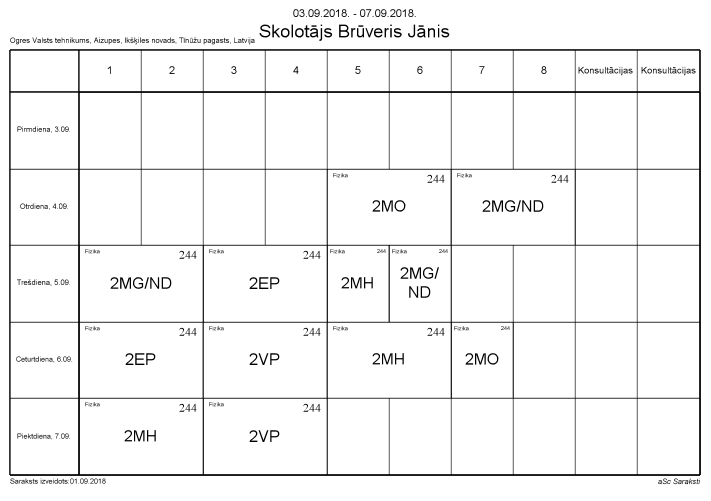 03.09.2018. - 07.09.2018.
Ogres Valsts tehnikums, Aizupes, Ikšķiles novads, Tīnūžu pagasts, Latvija
Skolotājs Brūveris Jānis
1 2 3 4 5 6 7 8 Konsultācijas Konsultācijas
Pirmdiena, 3.09.
Fizika 244 Fizika 244
Otrdiena, 4.09. 2MO 2MG/ND
Fizika 244 Fizika 244 Fizika 244 Fizika 244
Trešdiena, 5.09. 2MG/ND 2EP 2MH 2MG/
ND
Fizika 244 Fizika 244 Fizika 244 Fizika 244
Ceturtdiena, 6.09. 2EP 2VP 2MH 2MO
Fizika 244 Fizika 244
Piektdiena, 7.09. 2MH 2VP
Saraksts izveidots:01.09.2018 aSc Saraksti